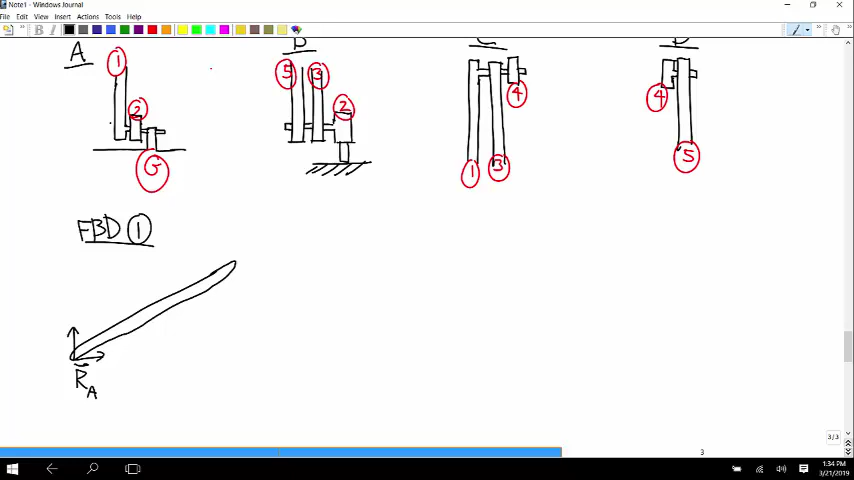 Note1 - Windows Journal
File Edit View Insert Actions Tools Help
B I
A B C D
1 5 3 4
2 2 4
G 1 3 5
FBD 1
R_A
3/3
3
1:34 PM
3/21/2019